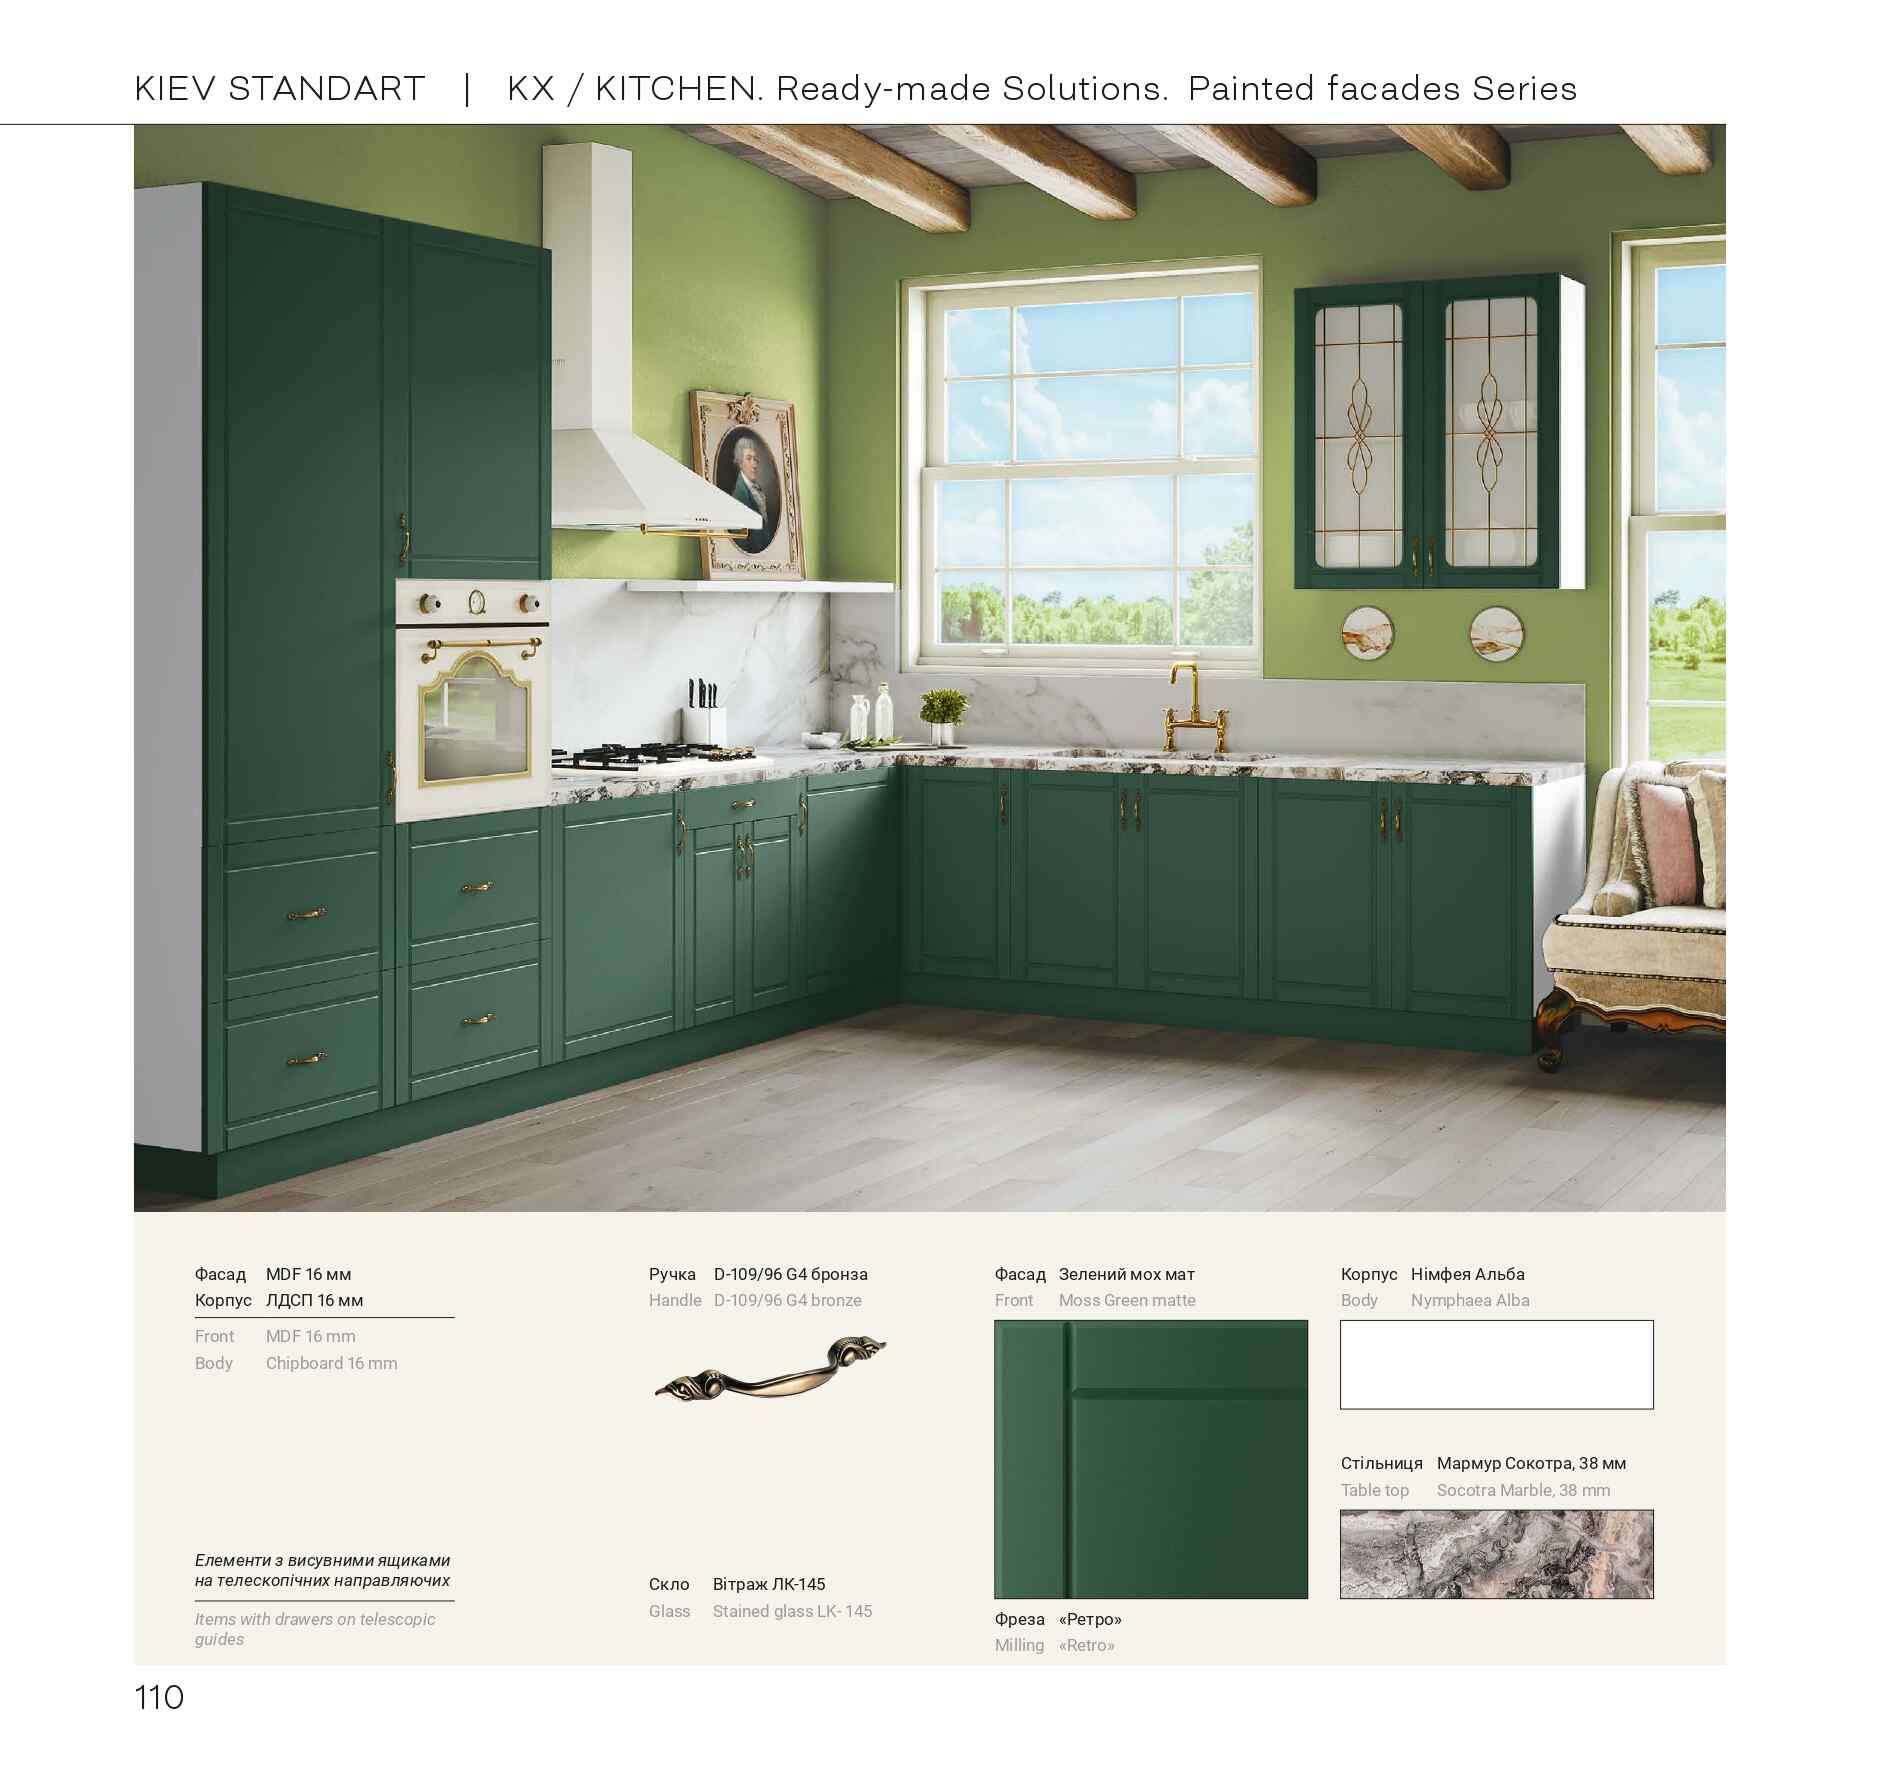 KIEV STANDART | KX / KITCHEN. Ready-made Solutions. Painted facades Series
Фасад MDF 16 мм
Корпус ЛДСП 16 мм
Front MDF 16 mm
Body Chipboard 16 mm
Елементи з висувними ящиками
на телескопічних направляючих
Items with drawers on telescopic
guides
Ручка D-109/96 G4 бронза
Handle D-109/96 G4 bronze
Скло Вітраж ЛК-145
Glass Stained glass LK- 145
Фасад Зелений мох мат
Front Moss Green matte
Фреза «Ретро»
Milling «Retro»
Корпус Німфея Альба
Body Nymphaea Alba
Стільниця Мармур Сокотра, 38 мм
Table top Socotra Marble, 38 mm
110